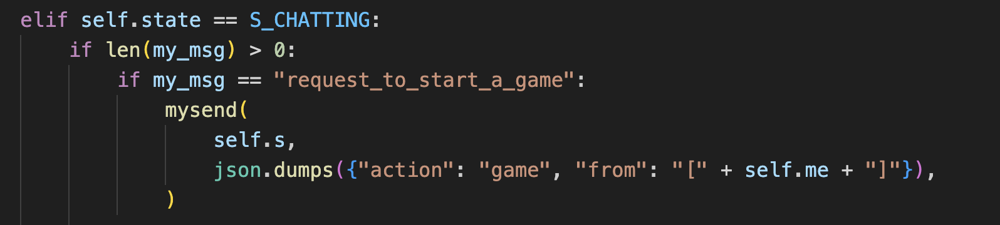 elif self.state == S_CHATTING:
if len(my_msg) > 0:
if my_msg == "request_to_start_a_game":
mysend(
self.s,
json.dumps({"action": "game", "from": "[" + self.me + "]"}),
)